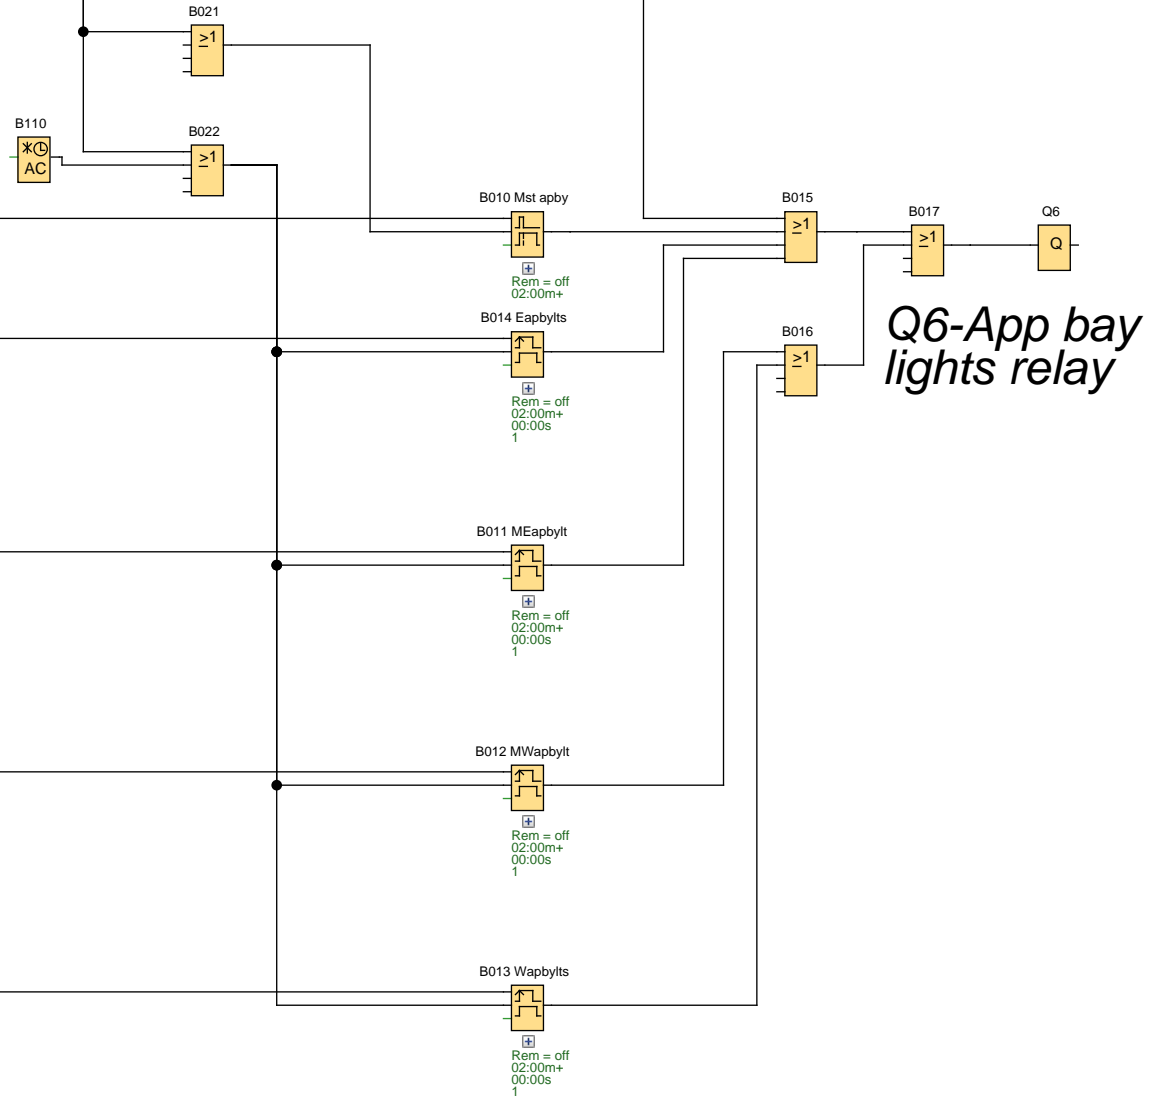 B021
≥1
B110
AC
B022
≥1
B010 Mst apby
Rem = off
02:00m+
B015
≥1
B017
≥1
Q6
Q
Q6-App bay
lights relay
B014 Eapbylts
Rem = off
02:00m+
00:00s
1
B016
≥1
B011 MEapbylt
Rem = off
02:00m+
00:00s
1
B012 MWapbylt
Rem = off
02:00m+
00:00s
1
B013 Wapbylts
Rem = off
02:00m+
00:00s
1